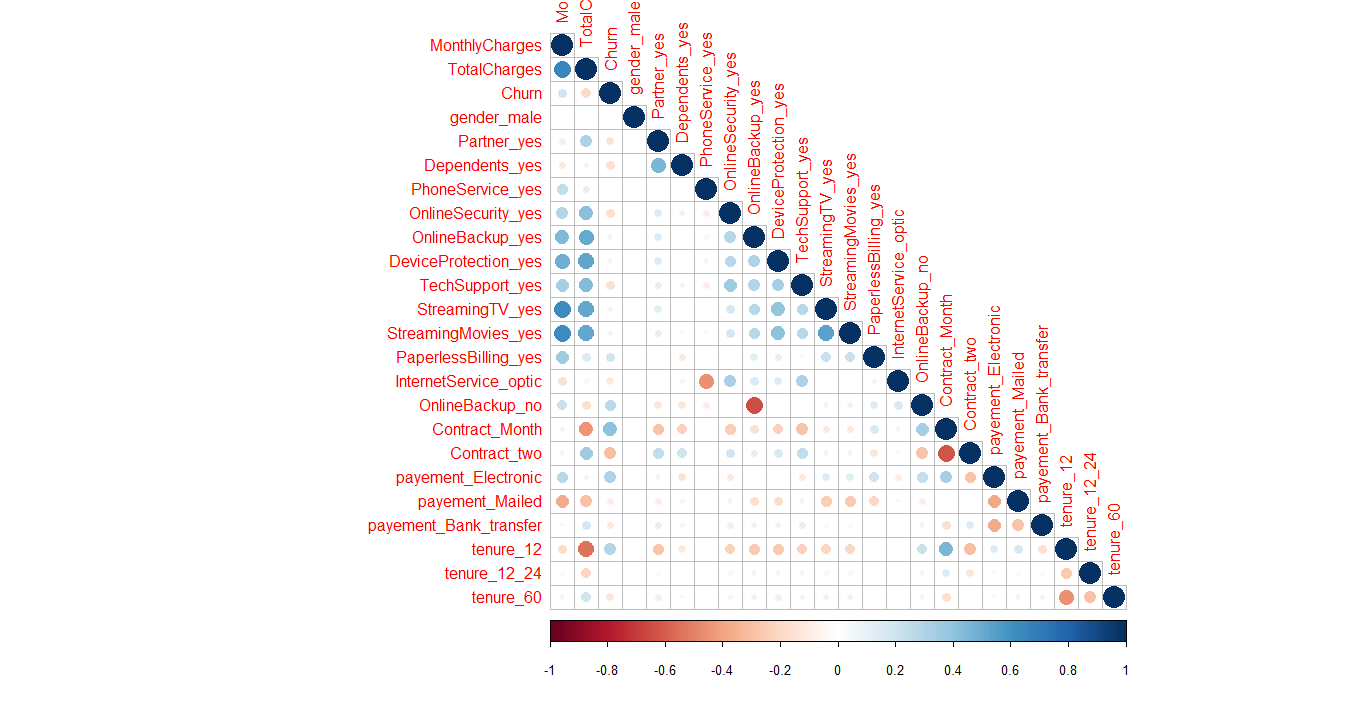 Mo
TotalC
Churn
gender_male
Partner_yes
Dependents_yes
PhoneService_yes
OnlineSecurity_yes
OnlineBackup_yes
DeviceProtection_yes
TechSupport_yes
StreamingTV_yes
StreamingMovies_yes
PaperlessBilling_yes
InternetService_optic
OnlineBackup_no
Contract_Month
Contract_two
payement_Electronic
payement_Mailed
payement_Bank_transfer
tenure_12
tenure_12_24
tenure_60
MonthlyCharges
TotalCharges
Churn
gender_male
Partner_yes
Dependents_yes
PhoneService_yes
OnlineSecurity_yes
OnlineBackup_yes
DeviceProtection_yes
TechSupport_yes
StreamingTV_yes
StreamingMovies_yes
PaperlessBilling_yes
InternetService_optic
OnlineBackup_no
Contract_Month
Contract_two
payement_Electronic
payement_Mailed
payement_Bank_transfer
tenure_12
tenure_12_24
tenure_60
-1 -0.8 -0.6 -0.4 -0.2 0 0.2 0.4 0.6 0.8 1